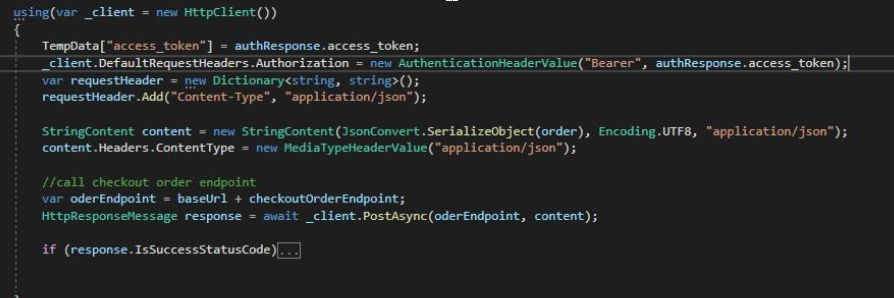 using(var _client = new HttpClient())
{
TempData["access_token"] = authResponse.access_token;
_client.DefaultRequestHeaders.Authorization = new AuthenticationHeaderValue("Bearer", authResponse.access_token);
var requestHeader = new Dictionary<string, string>();
requestHeader.Add("Content-Type", "application/json");
StringContent content = new StringContent(JsonConvert.SerializeObject(order), Encoding.UTF8, "application/json");
content.Headers.ContentType = new MediaTypeHeaderValue("application/json");
//call checkout order endpoint
var oderEndpoint = baseUrl + checkoutOrderEndpoint;
HttpResponseMessage response = await _client.PostAsync(oderEndpoint, content);
if (response.IsSuccessStatusCode)...